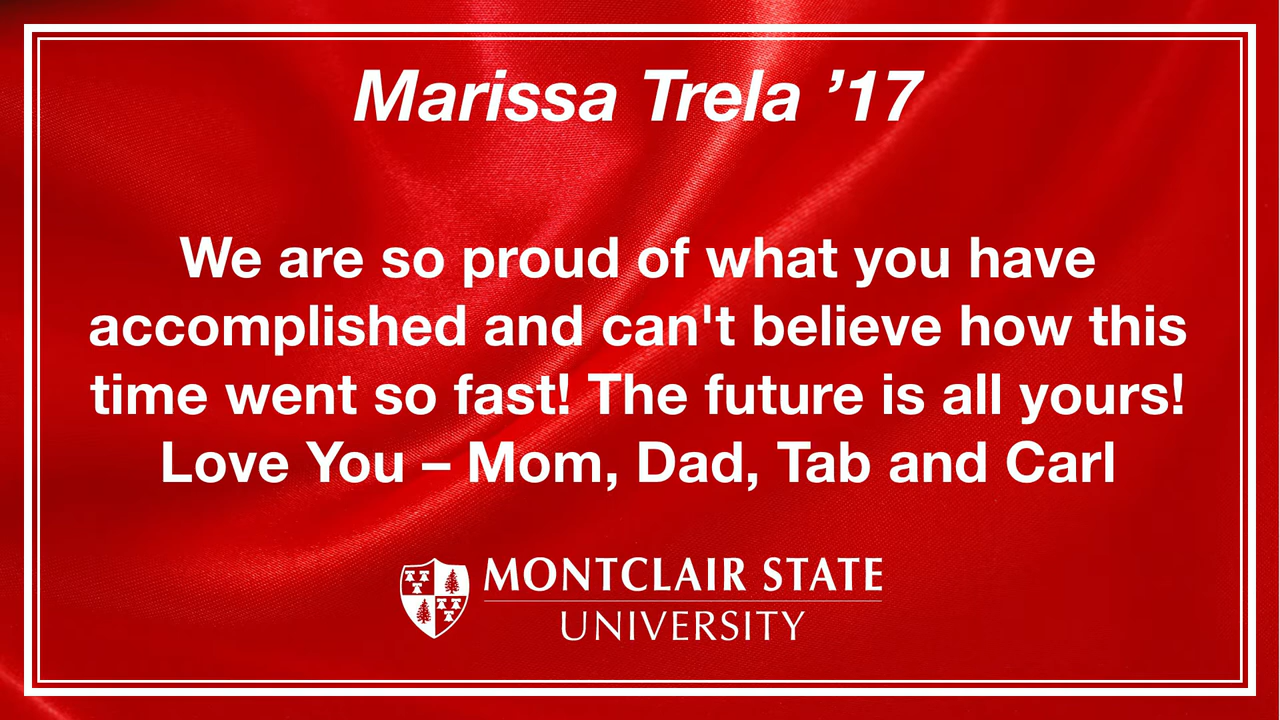 Marissa Trela ’17
We are so proud of what you have
accomplished and can't believe how this
time went so fast! The future is all yours!
Love You – Mom, Dad, Tab and Carl
MONTCLAIR STATE
UNIVERSITY